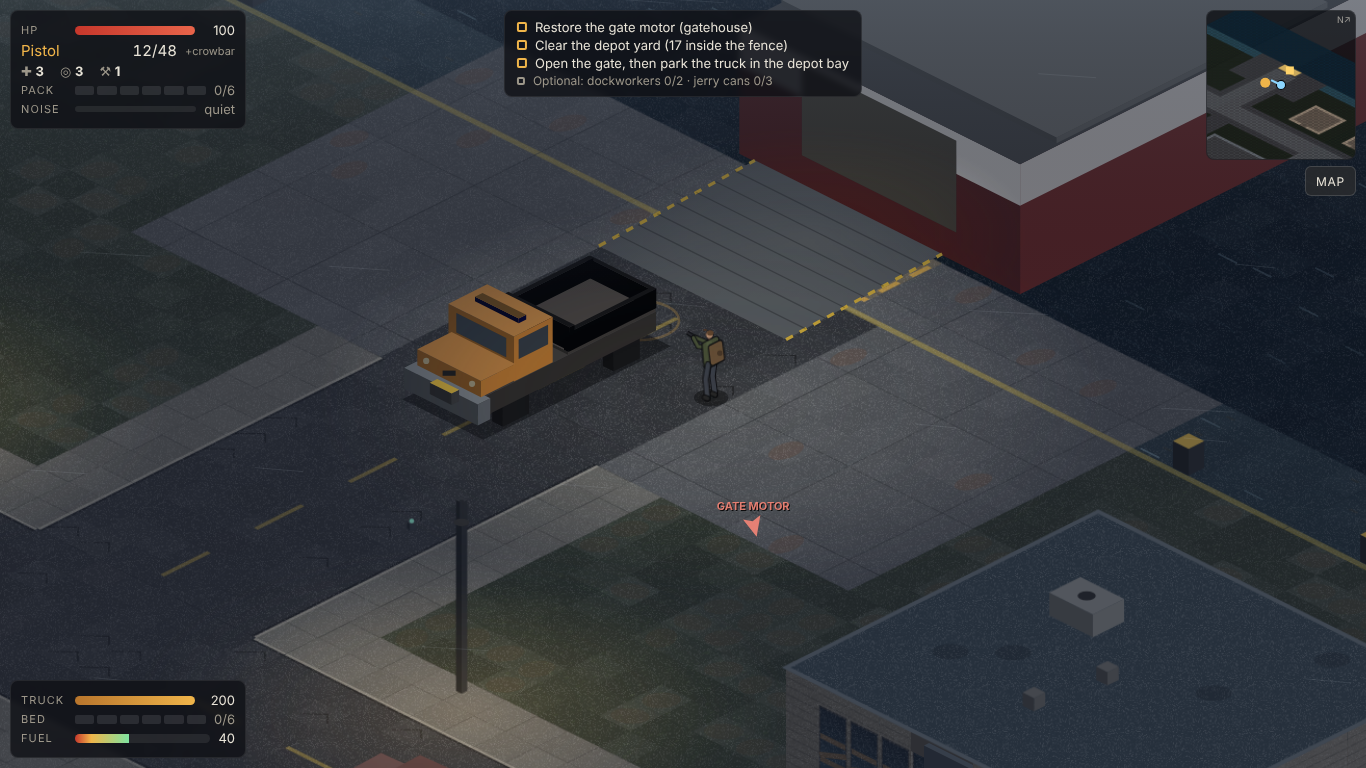 HP 100
Pistol 12/48 +crowbar
3 3 1
PACK 0/6
NOISE quiet
Restore the gate motor (gatehouse)
Clear the depot yard (17 inside the fence)
Open the gate, then park the truck in the depot bay
Optional: dockworkers 0/2 · jerry cans 0/3
N↗
MAP
GATE MOTOR
TRUCK 200
BED 0/6
FUEL 40